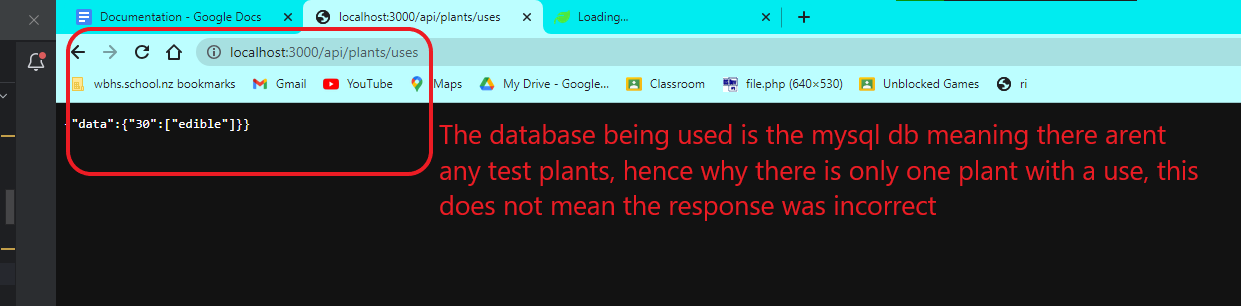 Documentation - Google Docs
localhost:3000/api/plants/uses
Loading...
localhost:3000/api/plants/uses
wbhs.school.nz bookmarks Gmail YouTube Maps My Drive - Google... Classroom file.php (640×530) Unblocked Games ri
"data":{"30":["edible"]}}
The database being used is the mysql db meaning there arent
any test plants, hence why there is only one plant with a use, this
does not mean the response was incorrect